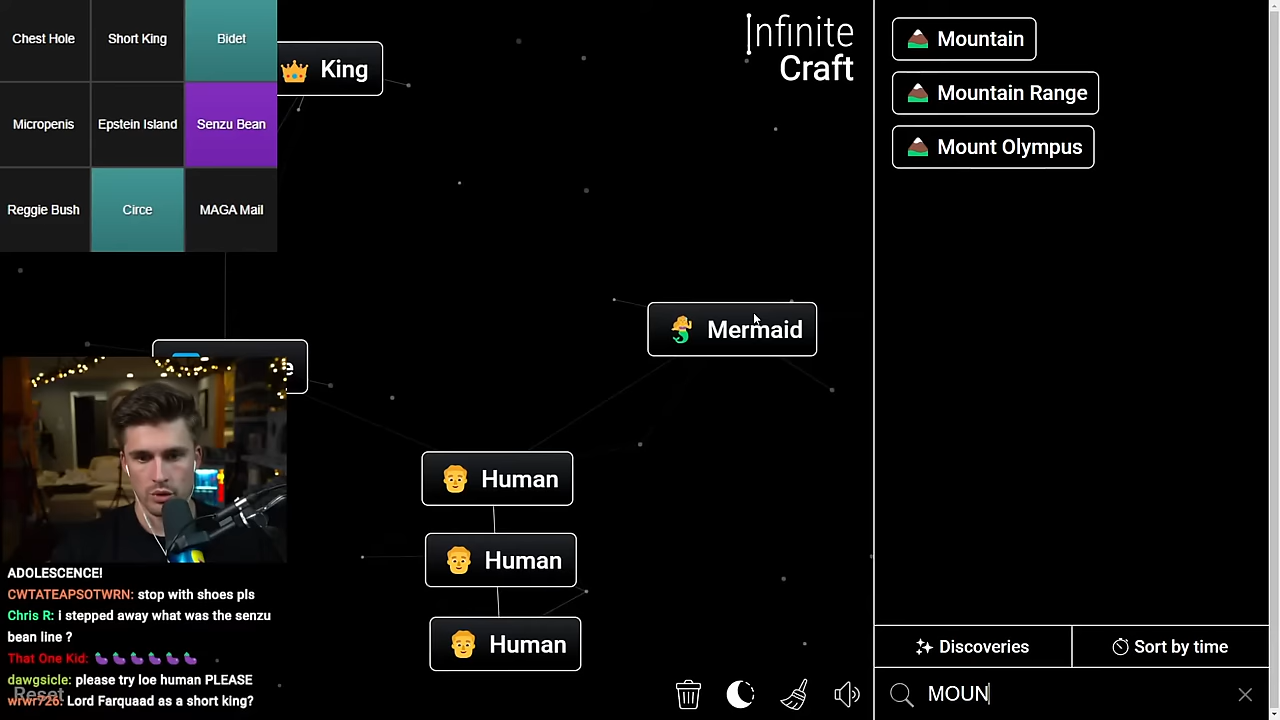 Chest Hole
Short King
Bidet
Micropenis
Epstein Island
Senzu Bean
Reggie Bush
Circe
MAGA Mail
King
Infinite
Craft
Mermaid
Human
Human
Human
Mountain
Mountain Range
Mount Olympus
Discoveries
Sort by time
MOUN
ADOLESCENCE!
CWTATEAPSOTWRN: stop with shoes pls
Chris R: i stepped away what was the senzu
bean line ?
That One Kid: 🍆🍆🍆🍆🍆🍆
dawgsicle: please try loe human PLEASE
wrwr726: Lord Farquaad as a short king?
Reset